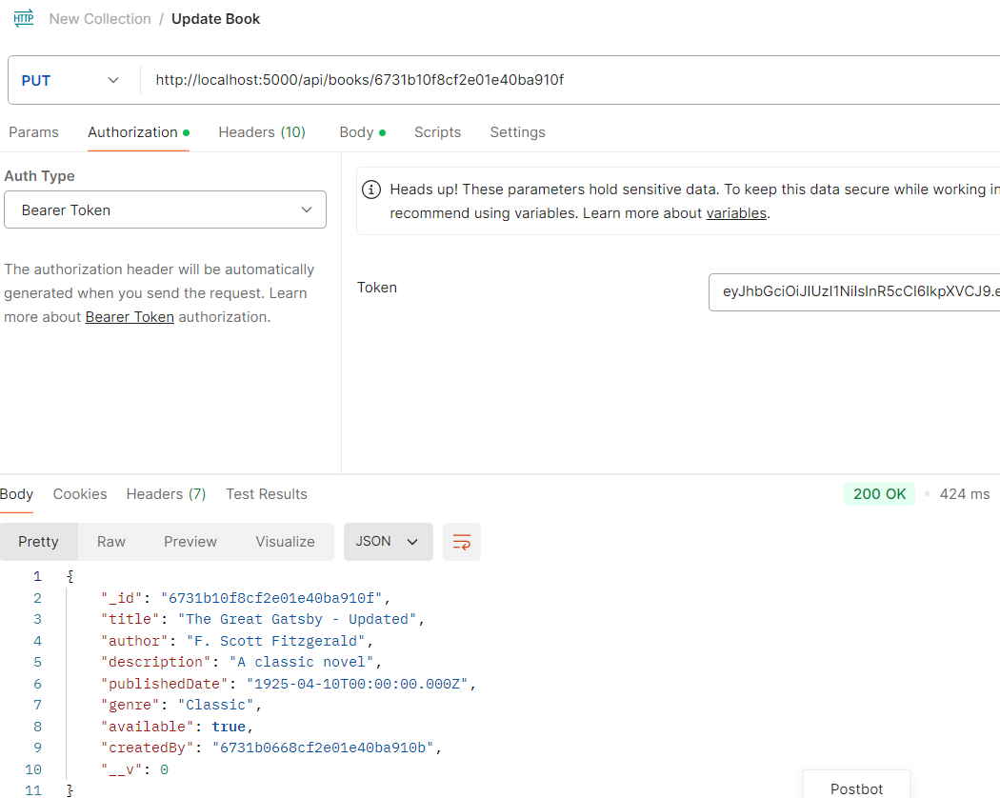 HTTP New Collection / Update Book
PUT http://localhost:5000/api/books/6731b10f8cf2e01e40ba910f
Params Authorization Headers (10) Body Scripts Settings
Auth Type
Bearer Token
Heads up! These parameters hold sensitive data. To keep this data secure while working in
recommend using variables. Learn more about variables.
The authorization header will be automatically
generated when you send the request. Learn
more about Bearer Token authorization.
Token
eyJhbGciOiJIUzI1NiIsInR5cCI6IkpXVCJ9.e
Body Cookies Headers (7) Test Results 200 OK 424 ms
Pretty Raw Preview Visualize JSON
1 {
2 "_id": "6731b10f8cf2e01e40ba910f",
3 "title": "The Great Gatsby - Updated",
4 "author": "F. Scott Fitzgerald",
5 "description": "A classic novel",
6 "publishedDate": "1925-04-10T00:00:00.000Z",
7 "genre": "Classic",
8 "available": true,
9 "createdBy": "6731b0668cf2e01e40ba910b",
10 "__v": 0
11 }
Postbot